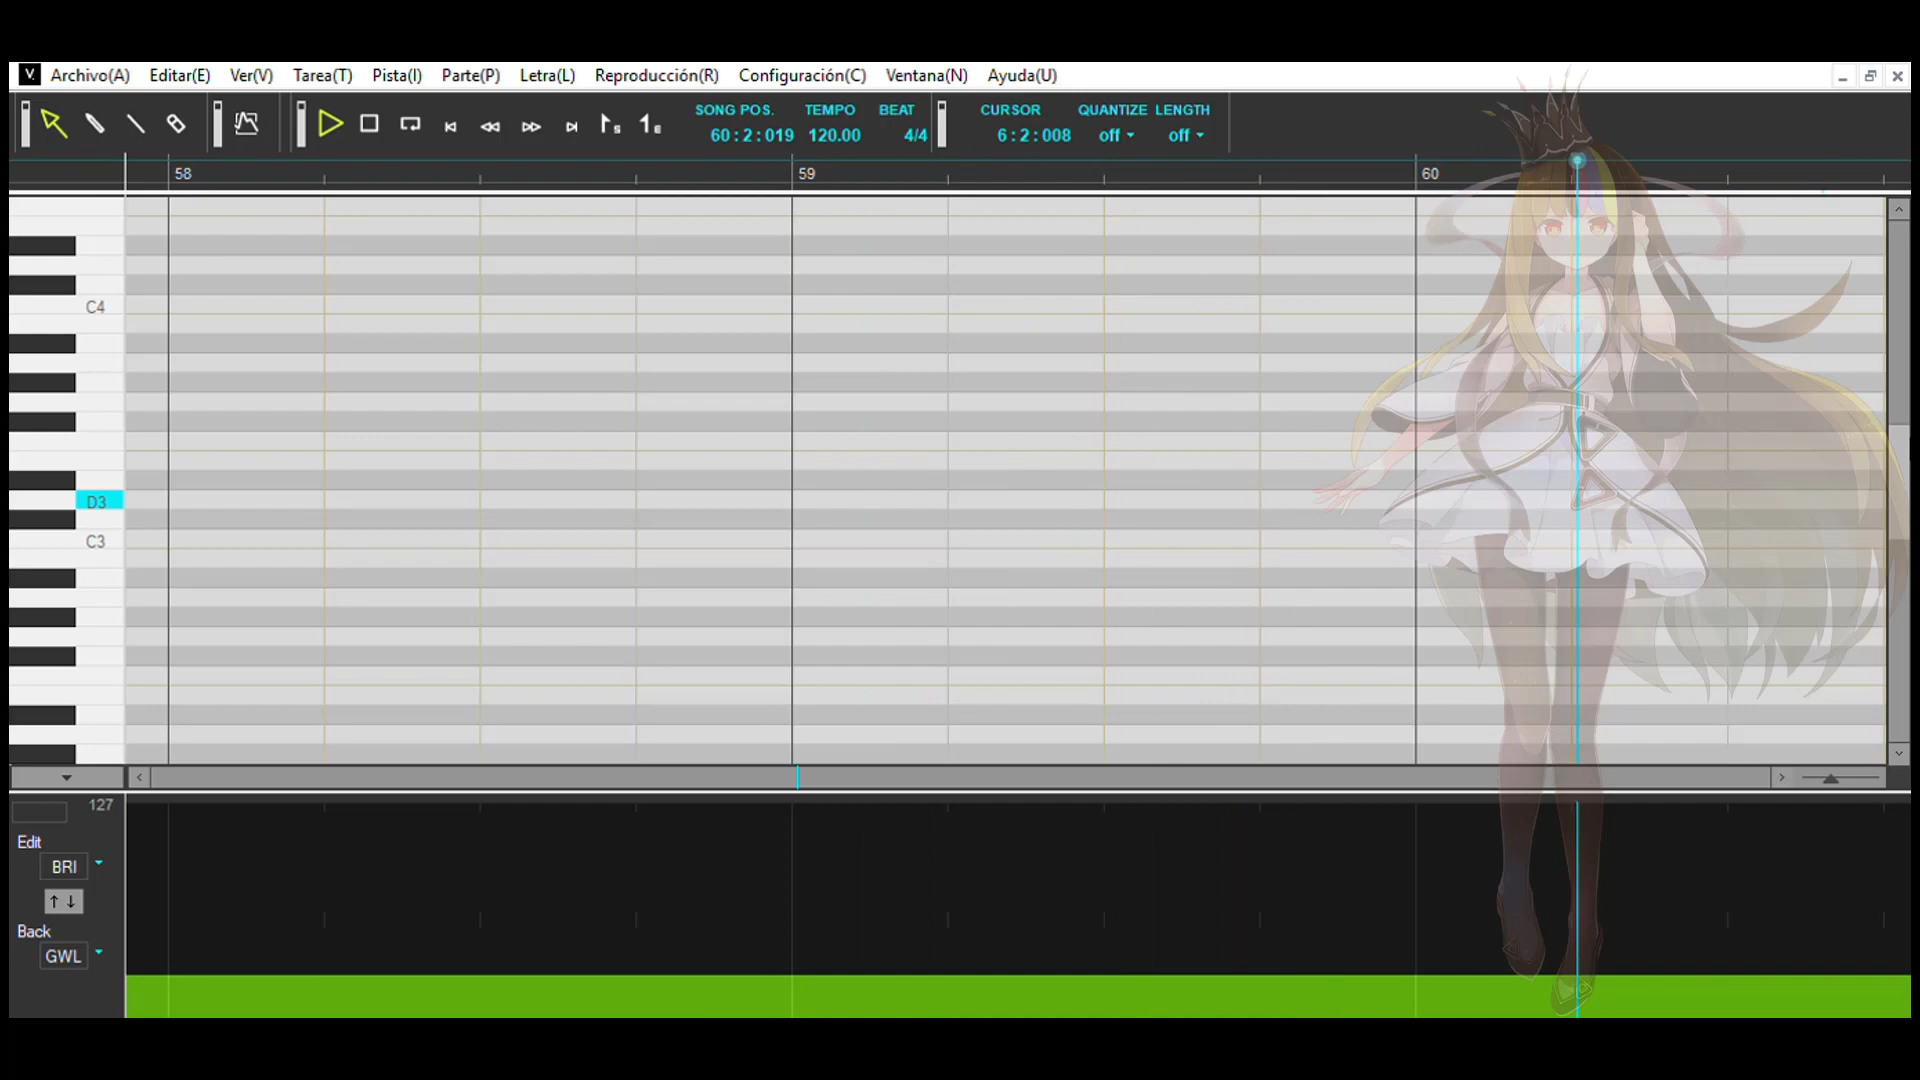 V. Archivo(A) Editar(E) Ver(V) Tarea(T) Pista(I) Parte(P) Letra(L) Reproducción(R) Configuración(C) Ventana(N) Ayuda(U)
SONG POS. TEMPO BEAT CURSOR QUANTIZE LENGTH
60:2:019 120.00 4/4 6:2:008 off off
58 59 60
C4
D3
C3
127
Edit
BRI
↑↓
Back
GWL